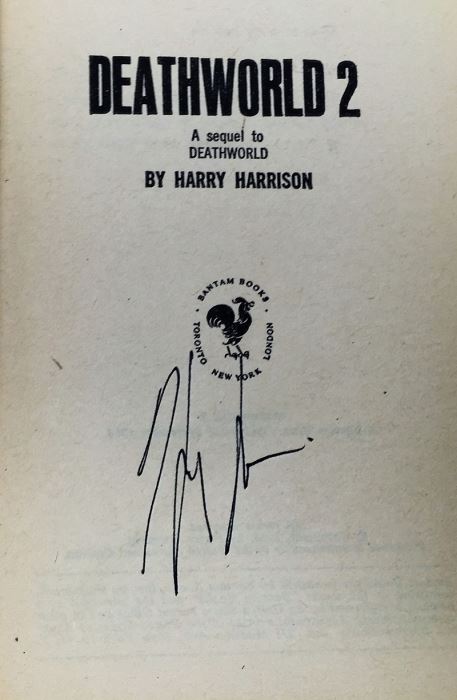 DEATHWORLD 2
A sequel to
DEATHWORLD
BY HARRY HARRISON
BANTAM BOOKS
TORONTO
NEW YORK
LONDON